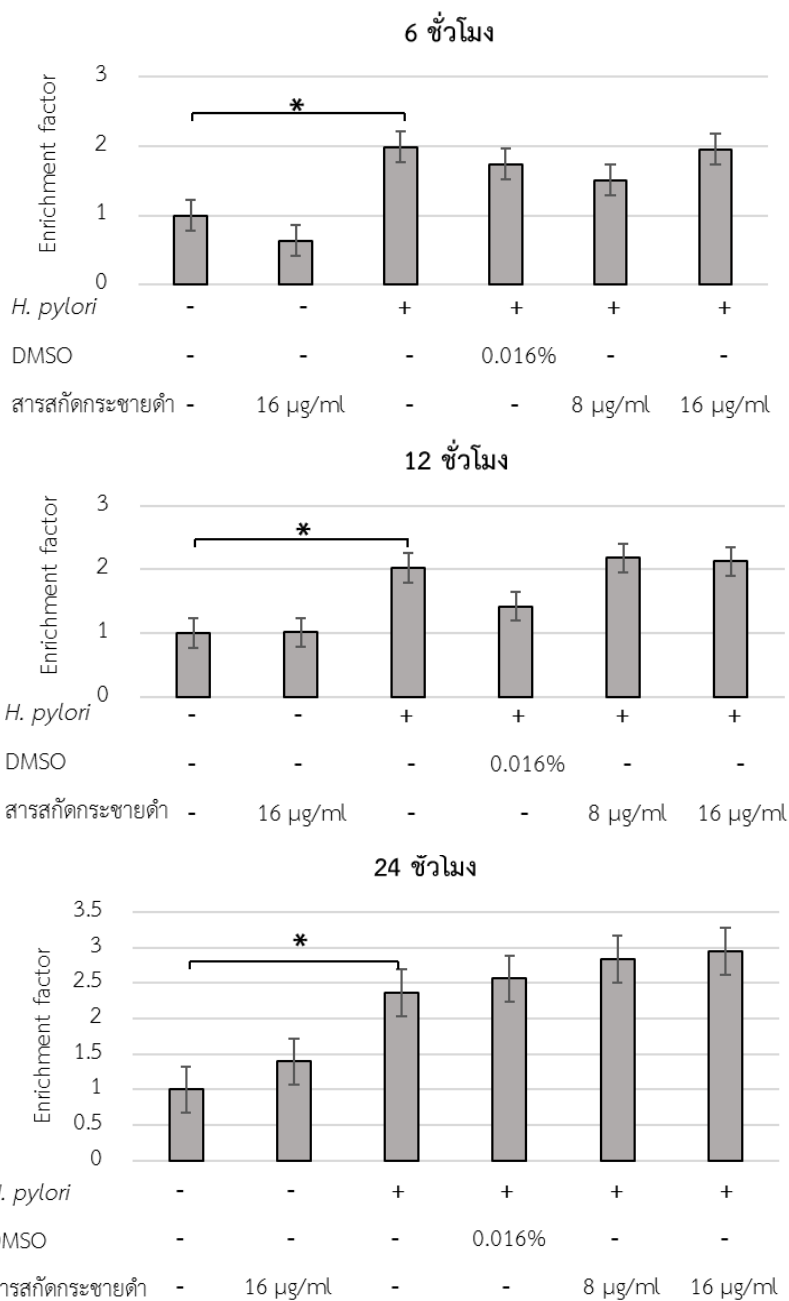 6 ชั่วโมง
Enrichment factor
3
*
2
1
0
H. pylori - - + + + +
DMSO - - - 0.016% - -
สารสกัดกระชายดำ - 16 µg/ml - - 8 µg/ml 16 µg/ml
12 ชั่วโมง
Enrichment factor
3
*
2
1
0
H. pylori - - + + + +
DMSO - - - 0.016% - -
สารสกัดกระชายดำ - 16 µg/ml - - 8 µg/ml 16 µg/ml
24 ชั่วโมง
Enrichment factor
3.5
3
*
2.5
2
1.5
1
0.5
0
. pylori - - + + + +
MSO - - - 0.016% - -
ารสกัดกระชายดำ - 16 µg/ml - - 8 µg/ml 16 µg/ml